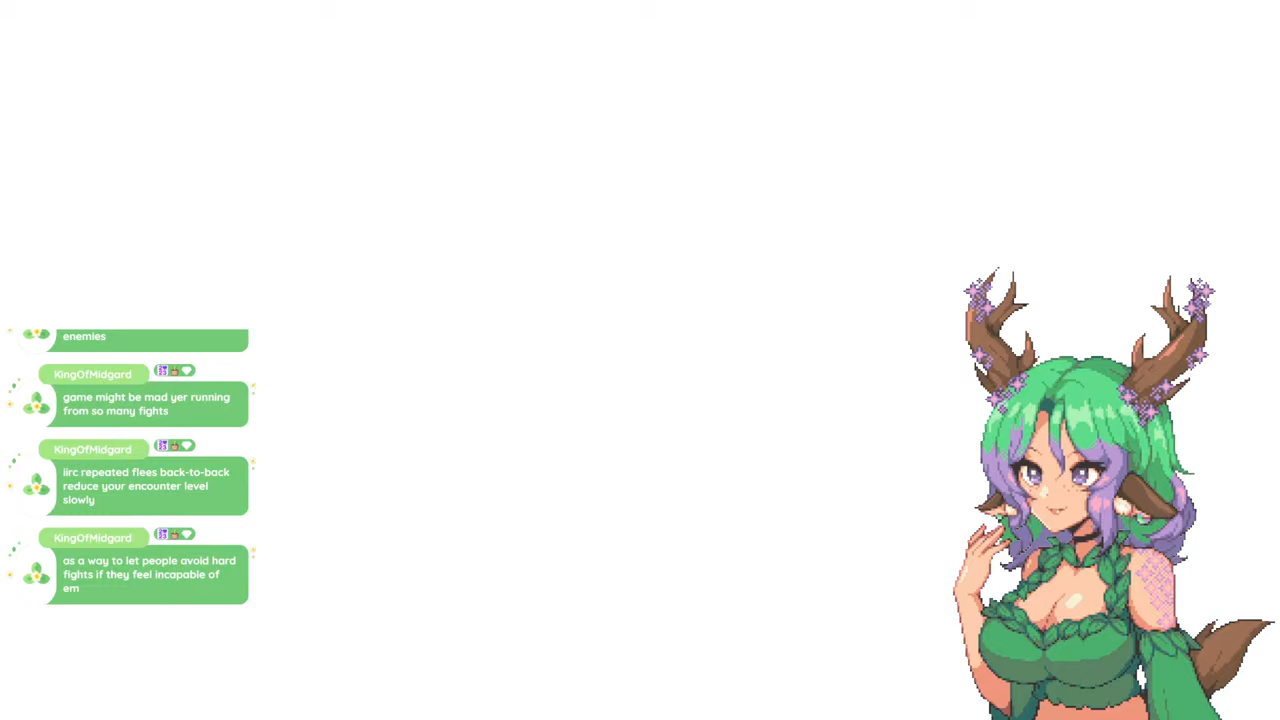 enemies
KingOfMidgard
game might be mad yer running
from so many fights
KingOfMidgard
iirc repeated flees back-to-back
reduce your encounter level
slowly
KingOfMidgard
as a way to let people avoid hard
fights if they feel incapable of
em